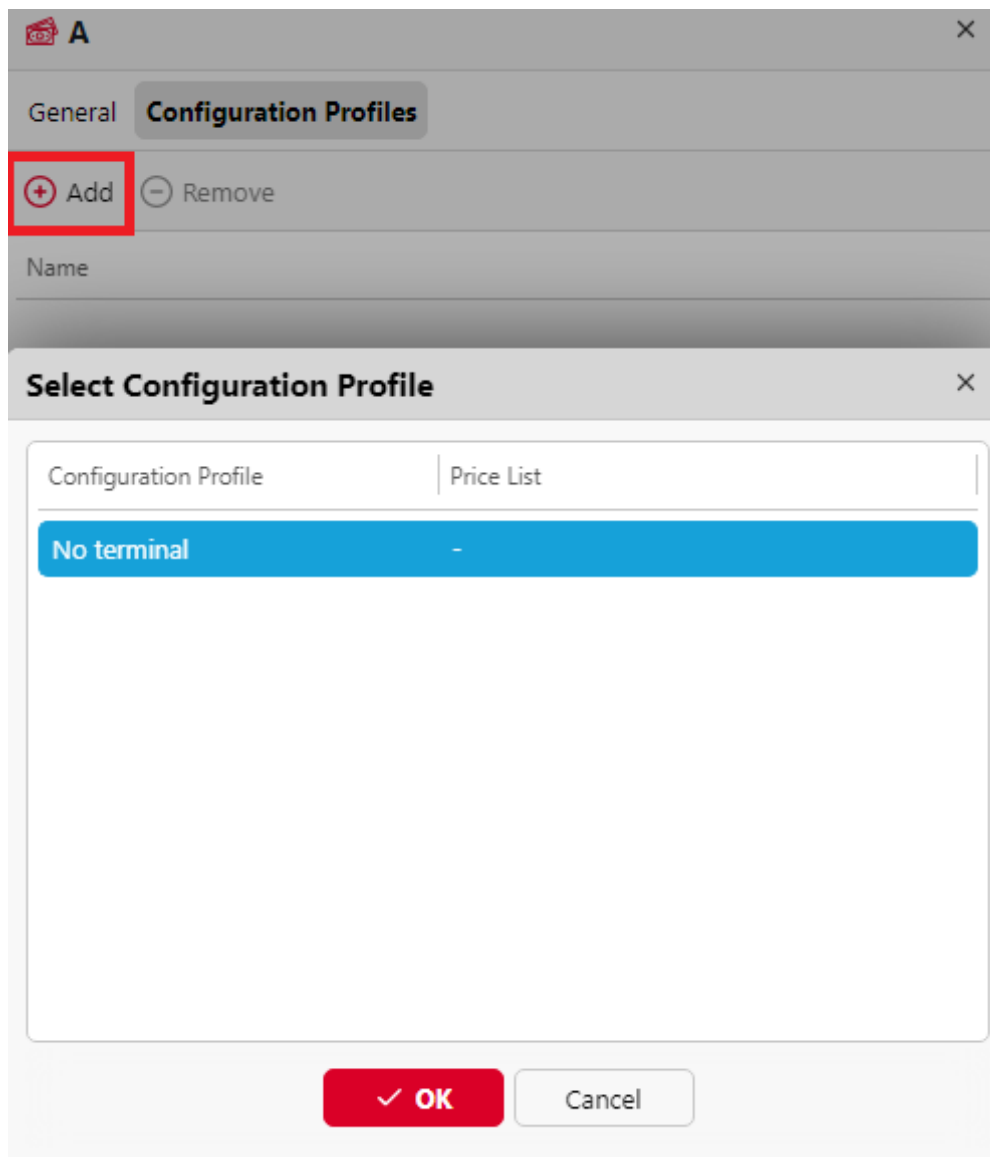 A
General Configuration Profiles
Add Remove
Name
Select Configuration Profile
Configuration Profile Price List
No terminal -
OK Cancel